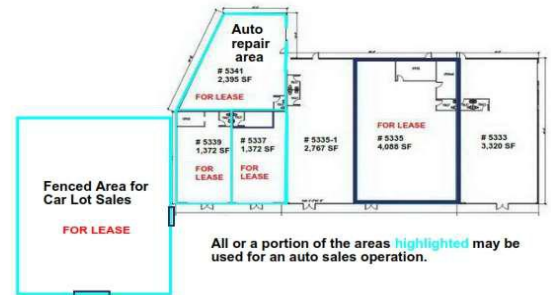 Auto
repair
area
# 5341
2,395 SF
FOR LEASE
# 5339
1,372 SF
FOR
LEASE
# 5337
1,372 SF
FOR
LEASE
# 5335-1
2,767 SF
FOR LEASE
# 5335
4,088 SF
# 5333
3,320 SF
Fenced Area for
Car Lot Sales
FOR LEASE
All or a portion of the areas highlighted may be
used for an auto sales operation.